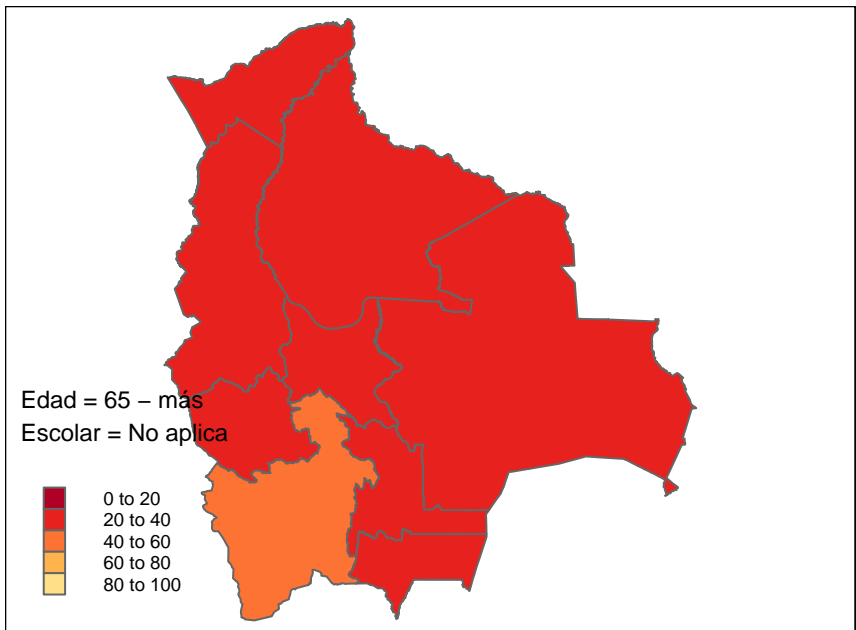 Edad = 65 – más
Escolar = No aplica
0 to 20
20 to 40
40 to 60
60 to 80
80 to 100